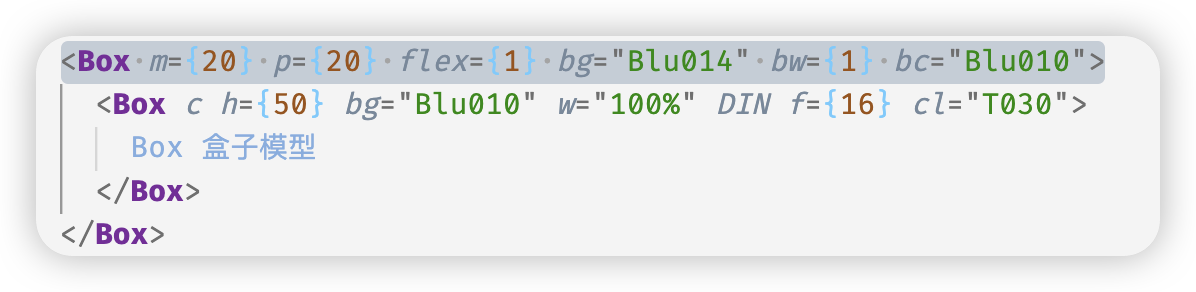 <Box m={20} p={20} flex={1} bg="Blu014" bw={1} bc="Blu010">
<Box c h={50} bg="Blu010" w="100%" DIN f={16} cl="T030">
Box 盒子模型
</Box>
</Box>